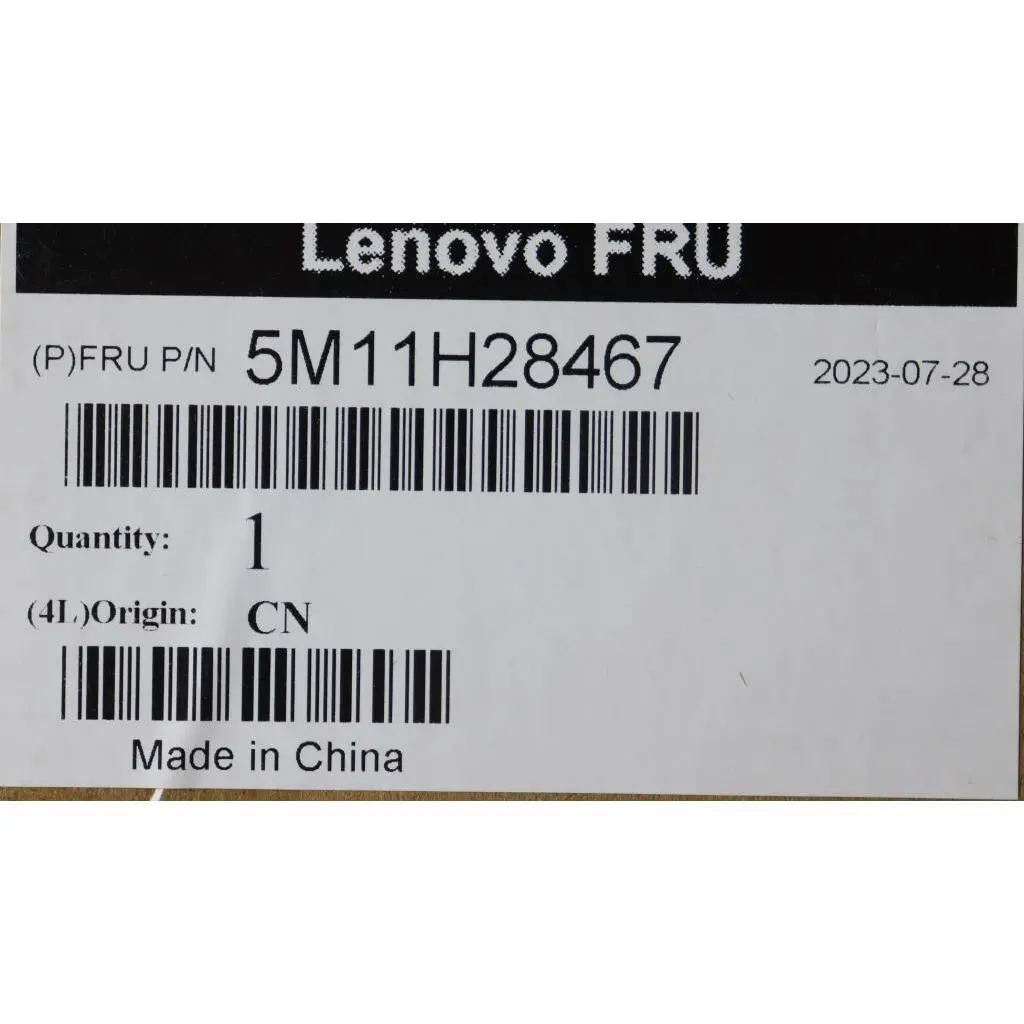 Lenovo FRU
(P)FRU P/N 5M11H28467 2023-07-28
Quantity: 1
(4L)Origin: CN
Made in China